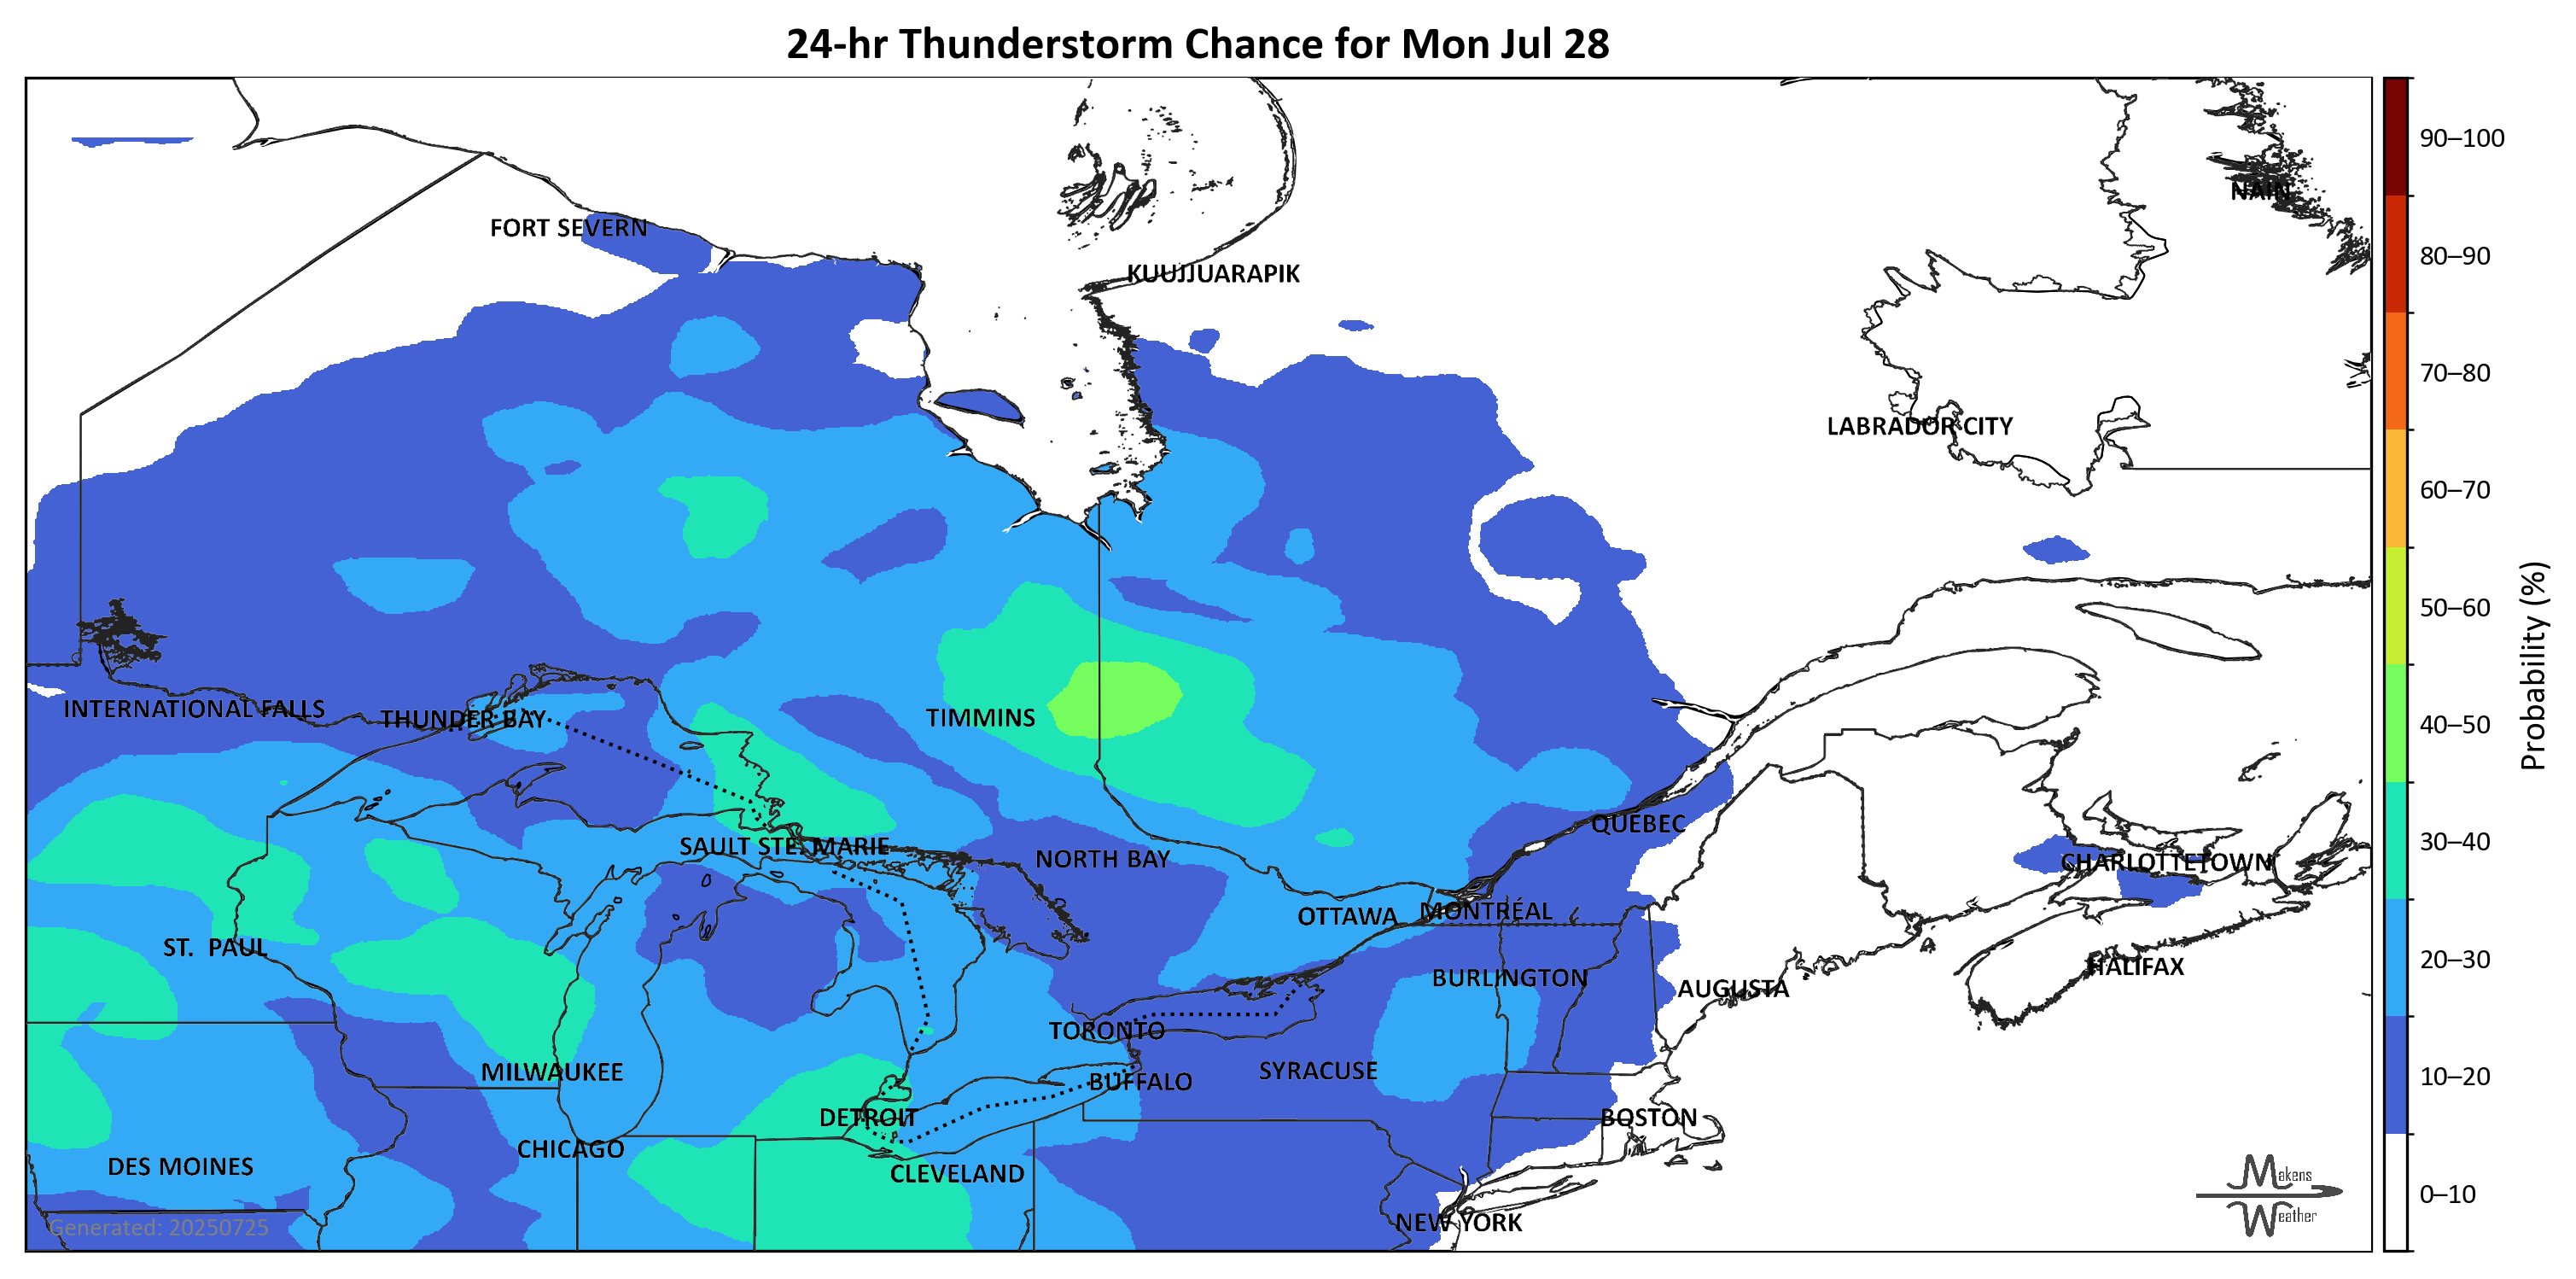 24-hr Thunderstorm Chance for Mon Jul 28
90–100
NAIN
FORT SEVERN
80–90
KUUJJUARAPIK
70–80
LABRADOR CITY
60–70
50–60
Probability (%)
INTERNATIONAL FALLS
THUNDER BAY
TIMMINS
40–50
QUEBEC
SAULT STE. MARIE
30–40
NORTH BAY
CHARLOTTETOWN
OTTAWA
MONTRÉAL
ST. PAUL
20–30
HALIFAX
BURLINGTON
AUGUSTA
TORONTO
MILWAUKEE
SYRACUSE
10–20
BUFFALO
DETROIT
BOSTON
CHICAGO
DES MOINES
CLEVELAND
Makens
Weather
0–10
NEW YORK
Generated: 20250725